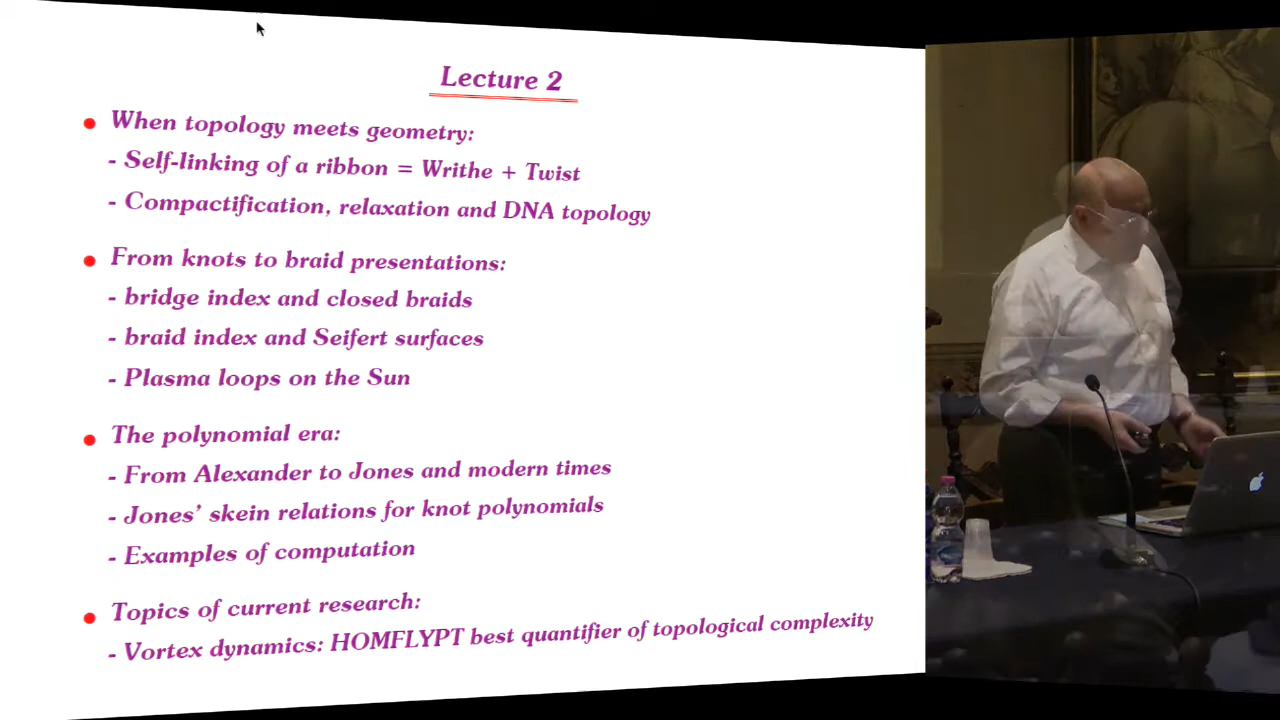 Lecture 2
• When topology meets geometry:
- Self-linking of a ribbon = Writhe + Twist
- Compactification, relaxation and DNA topology
• From knots to braid presentations:
- bridge index and closed braids
- braid index and Seifert surfaces
- Plasma loops on the Sun
• The polynomial era:
- From Alexander to Jones and modern times
- Jones’ skein relations for knot polynomials
- Examples of computation
• Topics of current research:
- Vortex dynamics: HOMFLYPT best quantifier of topological complexity